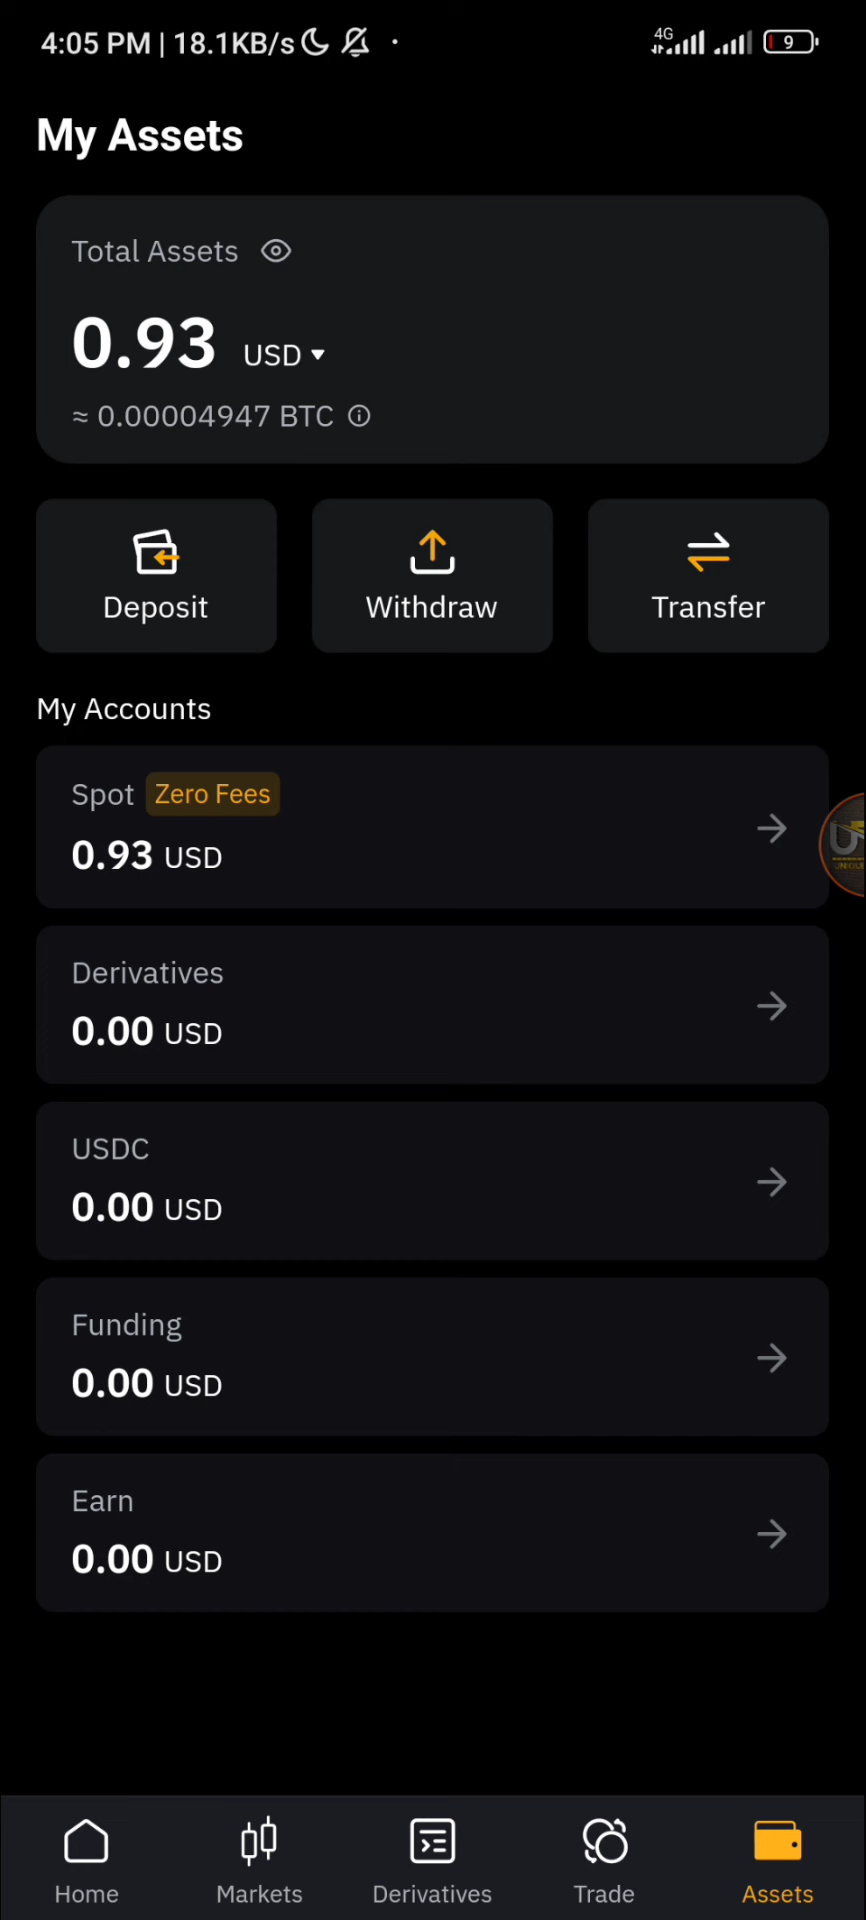 4:05 PM | 18.1KB/s
4G
9
My Assets
Total Assets
0.93 USD
≈ 0.00004947 BTC
Deposit
Withdraw
Transfer
My Accounts
Spot Zero Fees
0.93 USD
Derivatives
0.00 USD
USDC
0.00 USD
Funding
0.00 USD
Earn
0.00 USD
Home
Markets
Derivatives
Trade
Assets